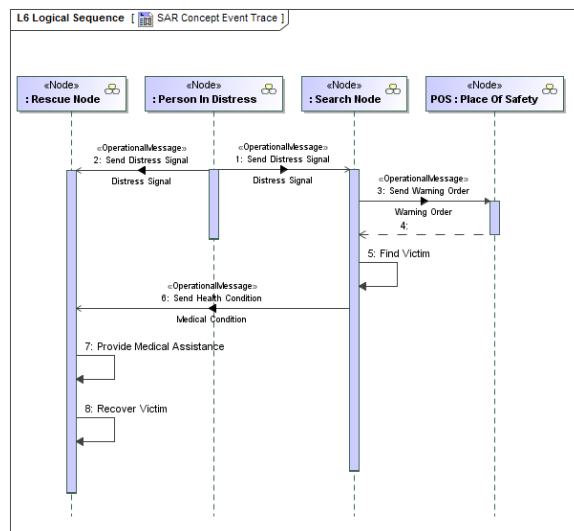 L6 Logical Sequence [ SAR Concept Event Trace ]
«Node» «Node» «Node» «Node»
: Rescue Node : Person In Distress : Search Node POS : Place Of Safety
«OperationalMessage» «OperationalMessage»
2: Send Distress Signal 1: Send Distress Signal
Distress Signal Distress Signal
«OperationalMessage»
3: Send Warning Order
Warning Order
4:
5: Find Victim
«OperationalMessage»
6: Send Health Condition
Medical Condition
7: Provide Medical Assistance
8: Recover Victim